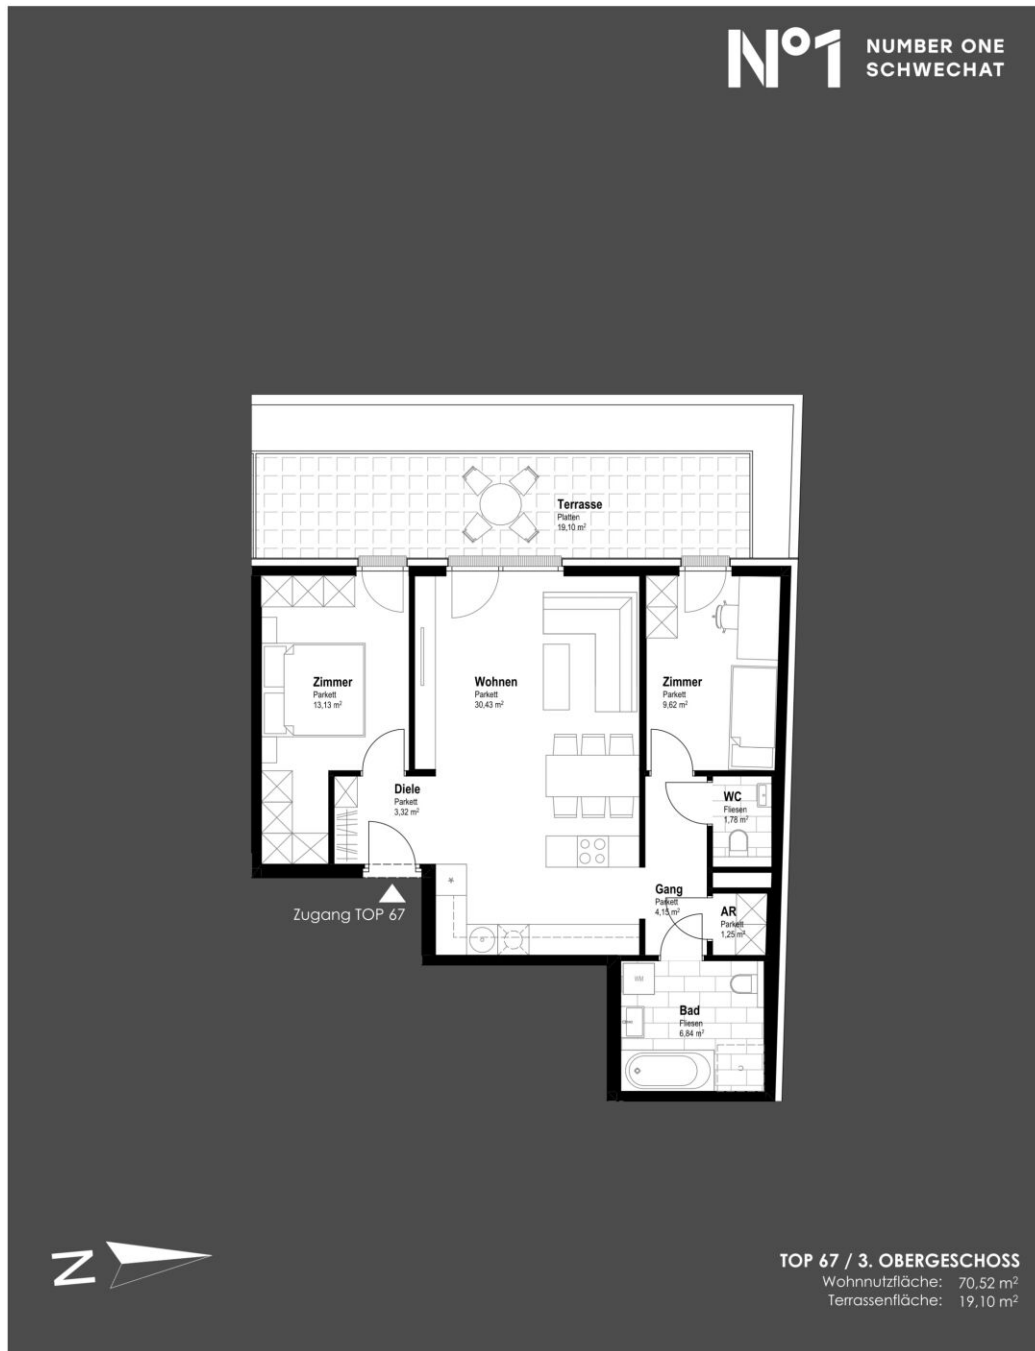 Nº1 NUMBER ONE
SCHWECHAT
Terrasse
Platten
19,10 m²
Zimmer
Parkett
13,13 m²
Wohnen
Parkett
30,43 m²
Zimmer
Parkett
9,62 m²
Diele
Parkett
3,32 m²
WC
Fliesen
1,78 m²
Gang
Parkett
4,15 m²
AR
Parkett
1,25 m²
Zugang TOP 67
WM
Bad
Fliesen
6,84 m²
N
TOP 67 / 3. OBERGESCHOSS
Wohnnutzfläche: 70,52 m²
Terrassenfläche: 19,10 m²